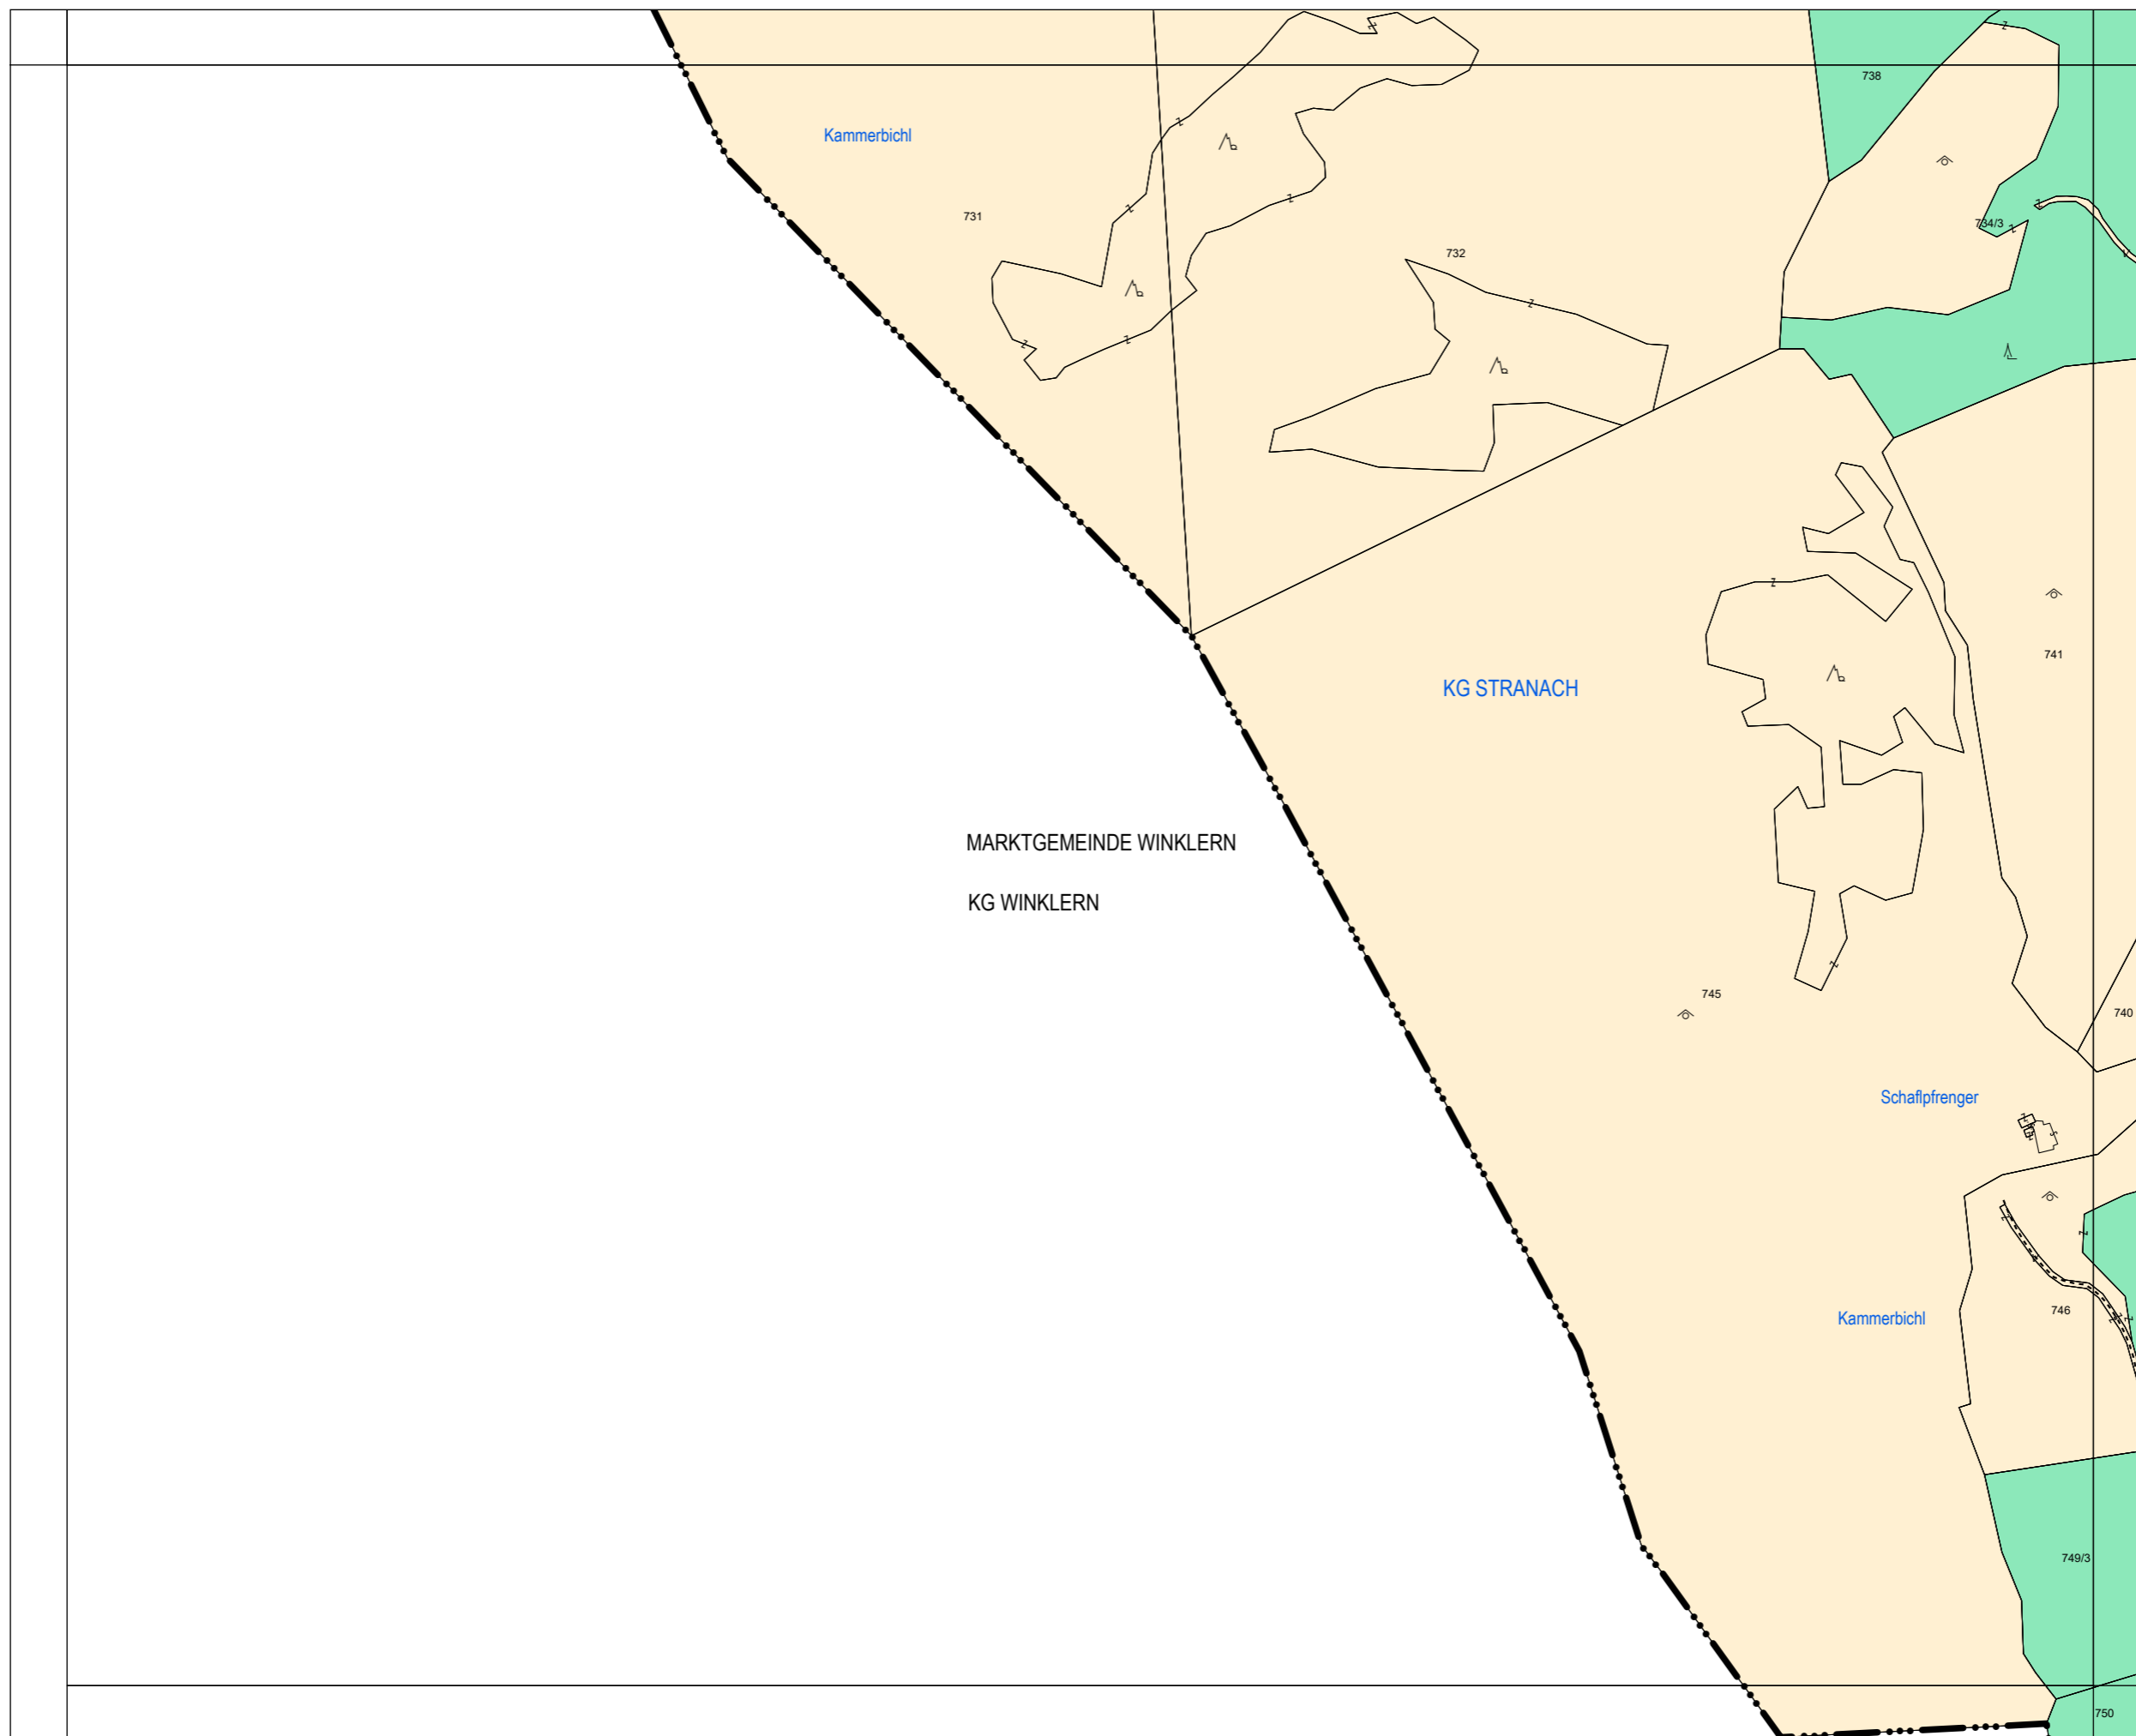 738
Kammerbichl
731
734/3
732
741
KG STRANACH
MARKTGEMEINDE WINKLERN
KG WINKLERN
745
740
Schaflpfrenger
746
Kammerbichl
749/3
750